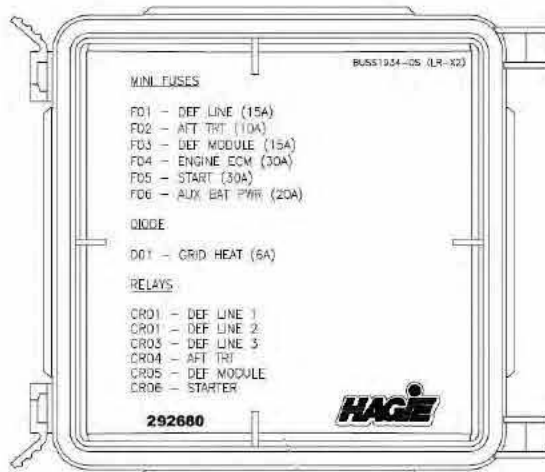 BUSS1934-05 (LR-X2)
MINI FUSES
F01 - DEF LINE (15A)
F02 - AFT TRT (10A)
F03 - DEF MODULE (15A)
F04 - ENGINE ECM (30A)
F05 - START (30A)
F06 - AUX BAT PWR (20A)
DIODE
D01 - GRID HEAT (6A)
RELAYS
CR01 - DEF LINE 1
CR01 - DEF LINE 2
CR03 - DEF LINE 3
CR04 - AFT TRT
CR05 - DEF MODULE
CR06 - STARTER
292680
HAGIE